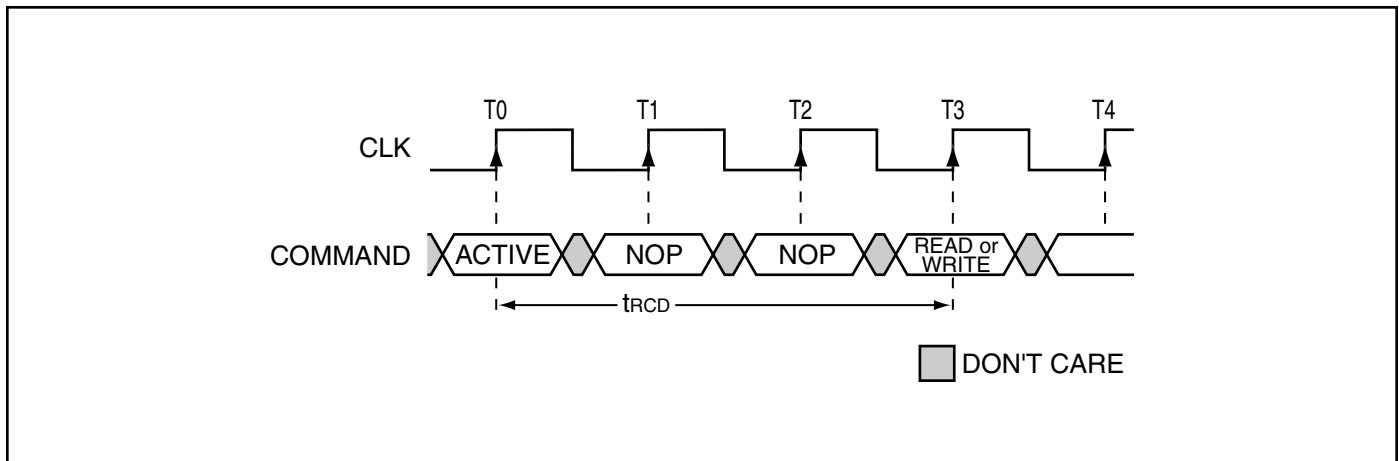 T0 T1 T2 T3 T4
CLK
COMMAND ACTIVE NOP NOP READ or
WRITE
tRCD
DON'T CARE